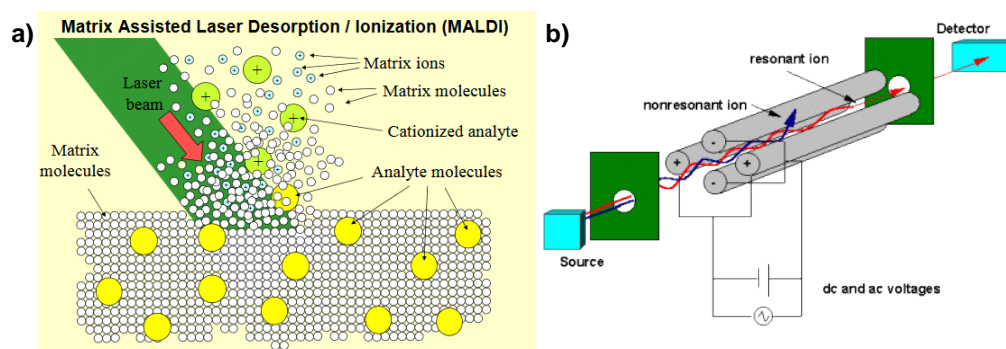 a)
Matrix Assisted Laser Desorption / Ionization (MALDI)
Matrix ions
Laser
beam
Matrix molecules
Cationized analyte
Matrix
molecules
Analyte molecules
+
+
+
+
b)
Detector
resonant ion
nonresonant ion
-
+
+
-
Source
dc and ac voltages